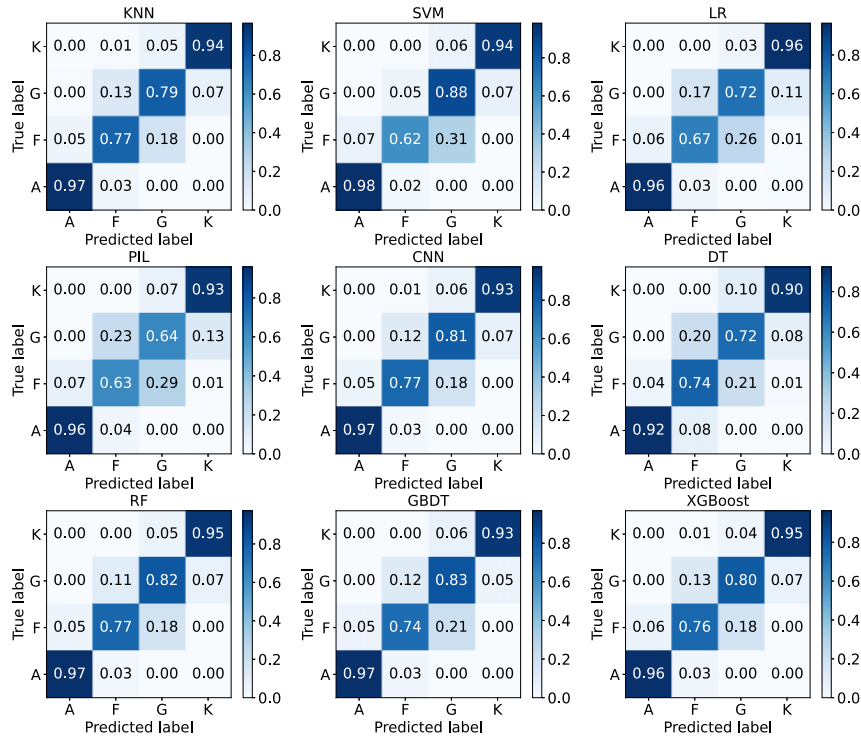 KNN
True label
K 0.00 0.01 0.05 0.94
G 0.00 0.13 0.79 0.07
F 0.05 0.77 0.18 0.00
A 0.97 0.03 0.00 0.00
A F G K
Predicted label
0.8
0.6
0.4
0.2
0.0
SVM
True label
K 0.00 0.00 0.06 0.94
G 0.00 0.05 0.88 0.07
F 0.07 0.62 0.31 0.00
A 0.98 0.02 0.00 0.00
A F G K
Predicted label
0.8
0.6
0.4
0.2
0.0
LR
True label
K 0.00 0.00 0.03 0.96
G 0.00 0.17 0.72 0.11
F 0.06 0.67 0.26 0.01
A 0.96 0.03 0.00 0.00
A F G K
Predicted label
0.8
0.6
0.4
0.2
0.0
PIL
True label
K 0.00 0.00 0.07 0.93
G 0.00 0.23 0.64 0.13
F 0.07 0.63 0.29 0.01
A 0.96 0.04 0.00 0.00
A F G K
Predicted label
0.8
0.6
0.4
0.2
0.0
CNN
True label
K 0.00 0.01 0.06 0.93
G 0.00 0.12 0.81 0.07
F 0.05 0.77 0.18 0.00
A 0.97 0.03 0.00 0.00
A F G K
Predicted label
0.8
0.6
0.4
0.2
0.0
DT
True label
K 0.00 0.00 0.10 0.90
G 0.00 0.20 0.72 0.08
F 0.04 0.74 0.21 0.01
A 0.92 0.08 0.00 0.00
A F G K
Predicted label
0.8
0.6
0.4
0.2
0.0
RF
True label
K 0.00 0.00 0.05 0.95
G 0.00 0.11 0.82 0.07
F 0.05 0.77 0.18 0.00
A 0.97 0.03 0.00 0.00
A F G K
Predicted label
0.8
0.6
0.4
0.2
0.0
GBDT
True label
K 0.00 0.00 0.06 0.93
G 0.00 0.12 0.83 0.05
F 0.05 0.74 0.21 0.00
A 0.97 0.03 0.00 0.00
A F G K
Predicted label
0.8
0.6
0.4
0.2
0.0
XGBoost
True label
K 0.00 0.01 0.04 0.95
G 0.00 0.13 0.80 0.07
F 0.06 0.76 0.18 0.00
A 0.96 0.03 0.00 0.00
A F G K
Predicted label
0.8
0.6
0.4
0.2
0.0